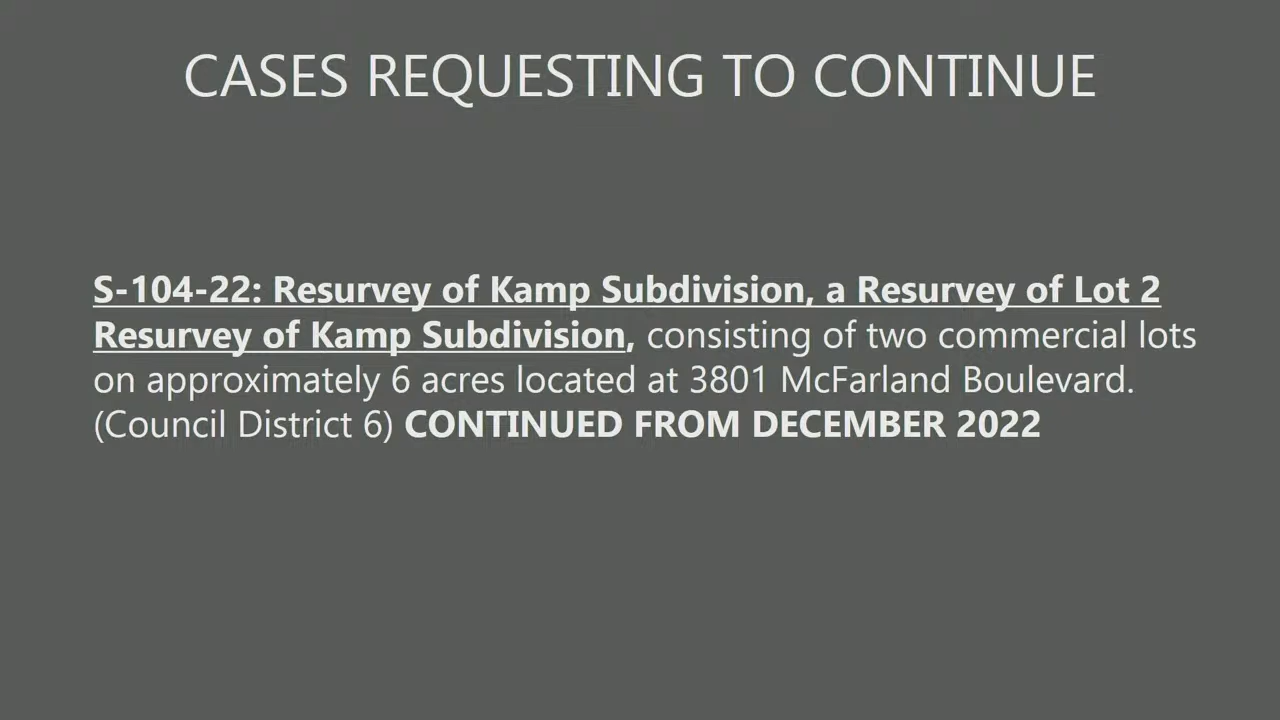 CASES REQUESTING TO CONTINUE
S-104-22: Resurvey of Kamp Subdivision, a Resurvey of Lot 2
Resurvey of Kamp Subdivision, consisting of two commercial lots
on approximately 6 acres located at 3801 McFarland Boulevard.
(Council District 6) CONTINUED FROM DECEMBER 2022